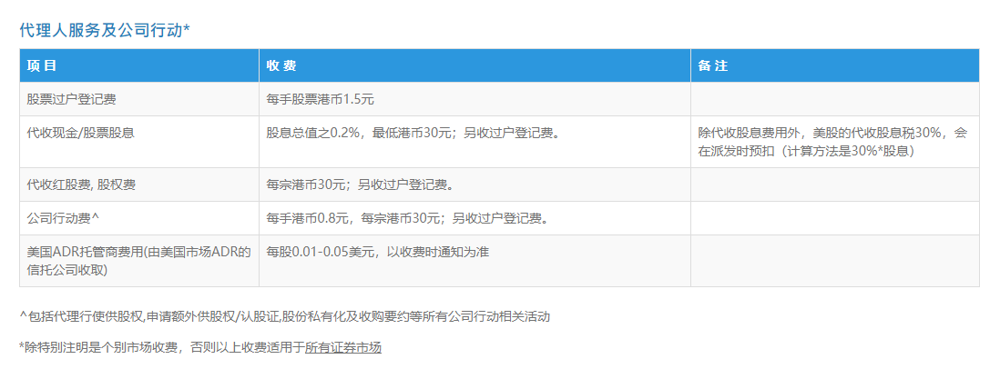 代理人服务及公司行动*
项 目
收 费
备 注
股票过户登记费
每手股票港币1.5元
代收现金/股票股息
股息总值之0.2%，最低港币30元；另收过户登记费。
除代收股息费用外，美股的代收股息税30%，会
在派发时预扣（计算方法是30%*股息）
代收红股费, 股权费
每宗港币30元；另收过户登记费。
公司行动费^
每手港币0.8元，每宗港币30元；另收过户登记费。
美国ADR托管商费用(由美国市场ADR的
信托公司收取)
每股0.01-0.05美元，以收费时通知为准
^包括代理行使供股权,申请额外供股权/认股证,股份私有化及收购要约等所有公司行动相关活动
*除特别注明是个别市场收费，否则以上收费适用于所有证券市场